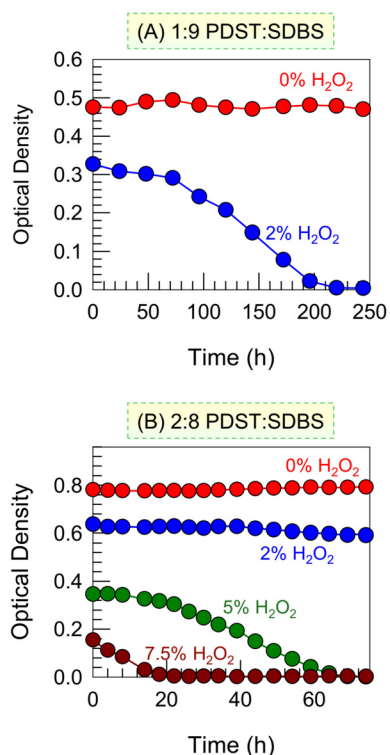 (A) 1:9 PDST:SDBS
0.6
0.5
0.4
0.3
0.2
0.1
0.0
Optical Density
0% H₂O₂
2% H₂O₂
0 50 100 150 200 250
Time (h)
(B) 2:8 PDST:SDBS
0.8
0.6
0.4
0.2
0.0
Optical Density
0% H₂O₂
2% H₂O₂
5% H₂O₂
7.5% H₂O₂
0 20 40 60
Time (h)